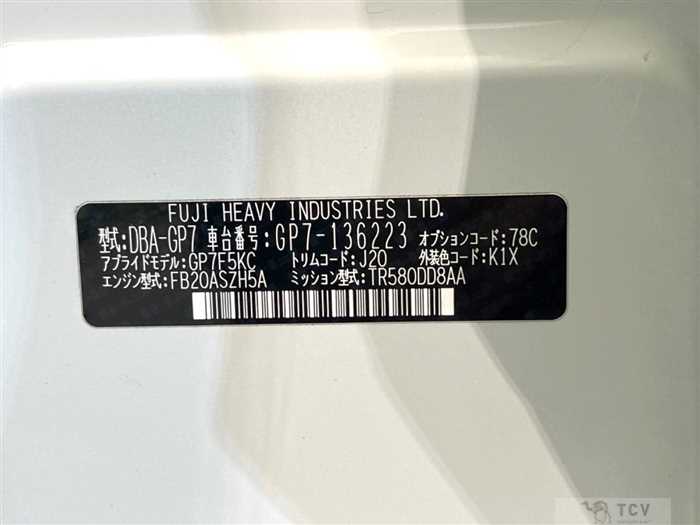 FUJI HEAVY INDUSTRIES LTD.
型式:DBA-GP7 車台番号:GP7-136223 オプションコード:78C
アプライドモデル:GP7F5KC トリムコード:J20 外装色コード:K1X
エンジン型式:FB20ASZH5A ミッション型式:TR580DD8AA
TCV